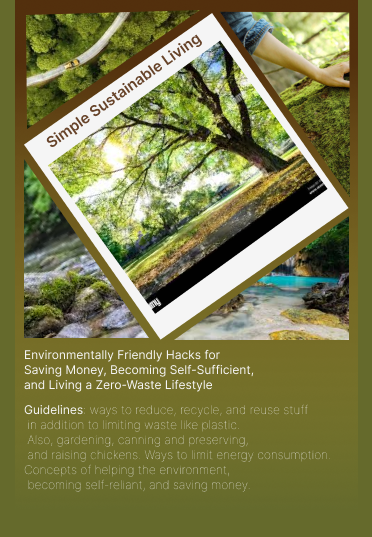 Simple Sustainable Living
Environmentally Friendly Hacks for
Saving Money, Becoming Self-Sufficient,
and Living a Zero-Waste Lifestyle
Guidelines: ways to reduce, recycle, and reuse stuff
in addition to limiting waste like plastic.
Also, gardening, canning and preserving,
and raising chickens. Ways to limit energy consumption.
Concepts of helping the environment,
becoming self-reliant, and saving money.